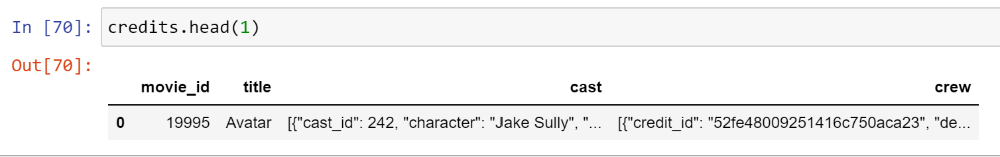 In [70]: credits.head(1)
Out[70]:
movie_id title cast crew
0 19995 Avatar [{"cast_id": 242, "character": "Jake Sully", "... [{"credit_id": "52fe48009251416c750aca23", "de...